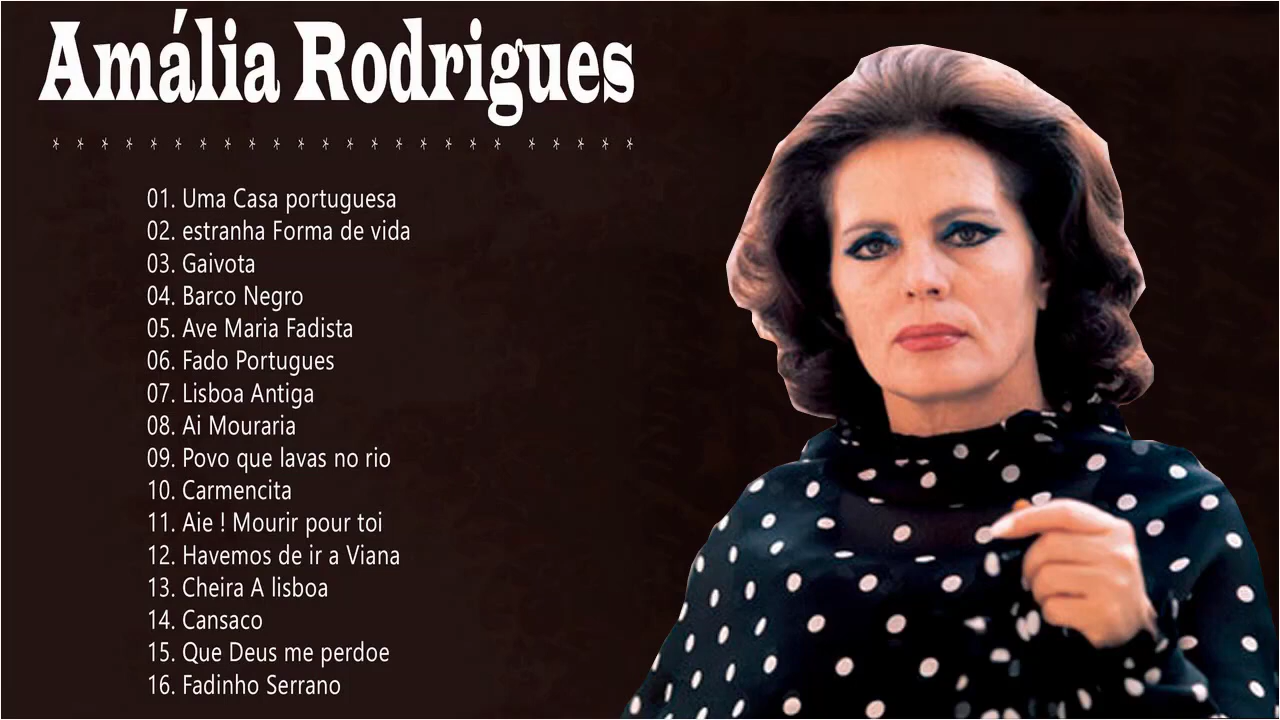 Amália Rodrigues
01. Uma Casa portuguesa
02. estranha Forma de vida
03. Gaivota
04. Barco Negro
05. Ave Maria Fadista
06. Fado Portugues
07. Lisboa Antiga
08. Ai Mouraria
09. Povo que lavas no rio
10. Carmencita
11. Aie ! Mourir pour toi
12. Havemos de ir a Viana
13. Cheira A lisboa
14. Cansaco
15. Que Deus me perdoe
16. Fadinho Serrano